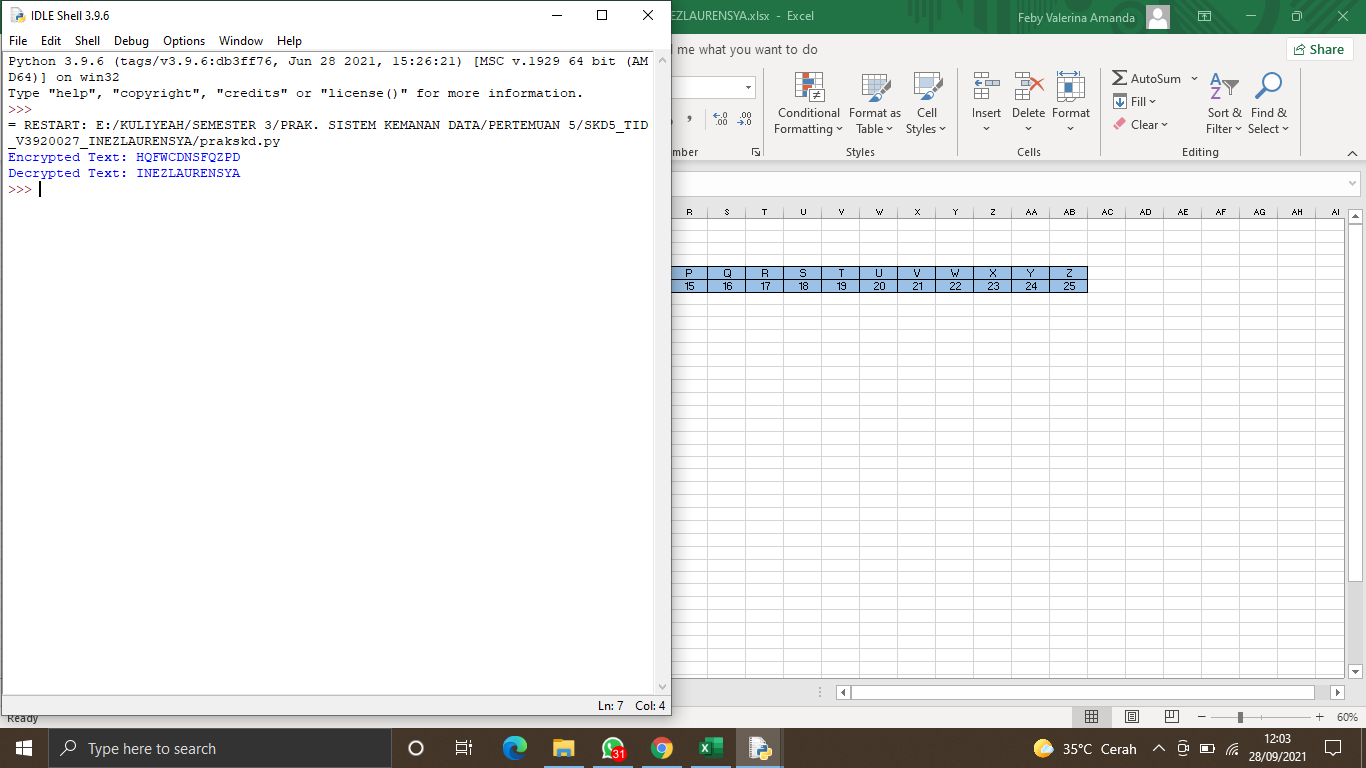 IDLE Shell 3.9.6
File Edit Shell Debug Options Window Help
Python 3.9.6 (tags/v3.9.6:db3ff76, Jun 28 2021, 15:26:21) [MSC v.1929 64 bit (AM
D64)] on win32
Type "help", "copyright", "credits" or "license()" for more information.
>>>
= RESTART: E:/KULIYEAH/SEMESTER 3/PRAK. SISTEM KEMANAN DATA/PERTEMUAN 5/SKD5_TID
_V3920027_INEZLAURENSYA/prakskd.py
Encrypted Text: HQFWCDNSFQZPD
Decrypted Text: INEZLAURENSYA
>>>
Ln: 7 Col: 4
EZLAURENSYA.xlsx - Excel
Feby Valerina Amanda
me what you want to do
Share
Conditional Formatting
Format as Table
Cell Styles
Insert
Delete
Format
AutoSum
Fill
Clear
Sort & Filter
Find & Select
mber
Styles
Cells
Editing
R S T U V W X Y Z AA AB AC AD AE AF AG AH AI
P Q R S T U V W X Y Z
15 16 17 18 19 20 21 22 23 24 25
Ready
60%
Type here to search
31
35°C Cerah
12:03
28/09/2021